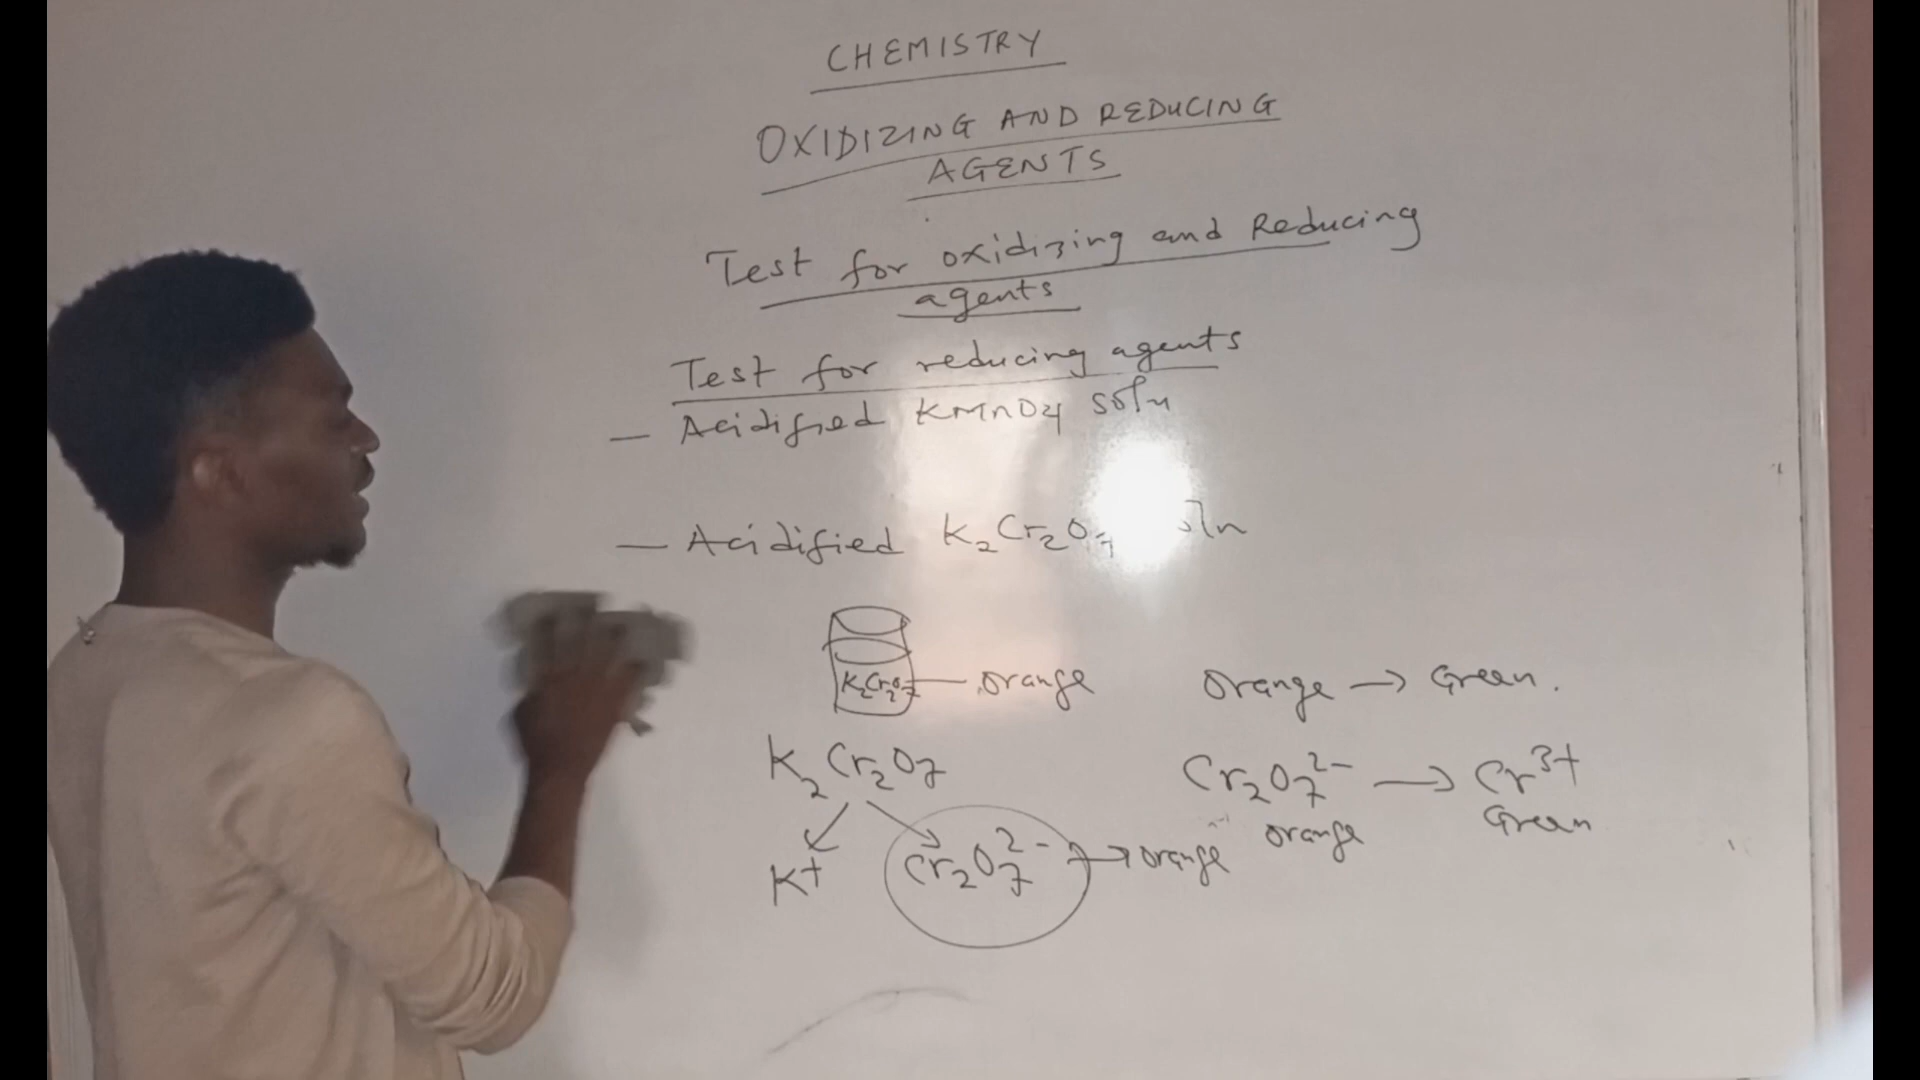 CHEMISTRY
OXIDIZING AND REDUCING
AGENTS
Test for oxidizing and Reducing
agents
Test for reducing agents
— Acidified KMnO4 soln
— Acidified K2Cr2O7 soln
K2Cr2O7 — orange
Orange → Green.
K2Cr2O7
K+
Cr2O7 2- → orange
Cr2O7 2- → Cr3+
orange Green